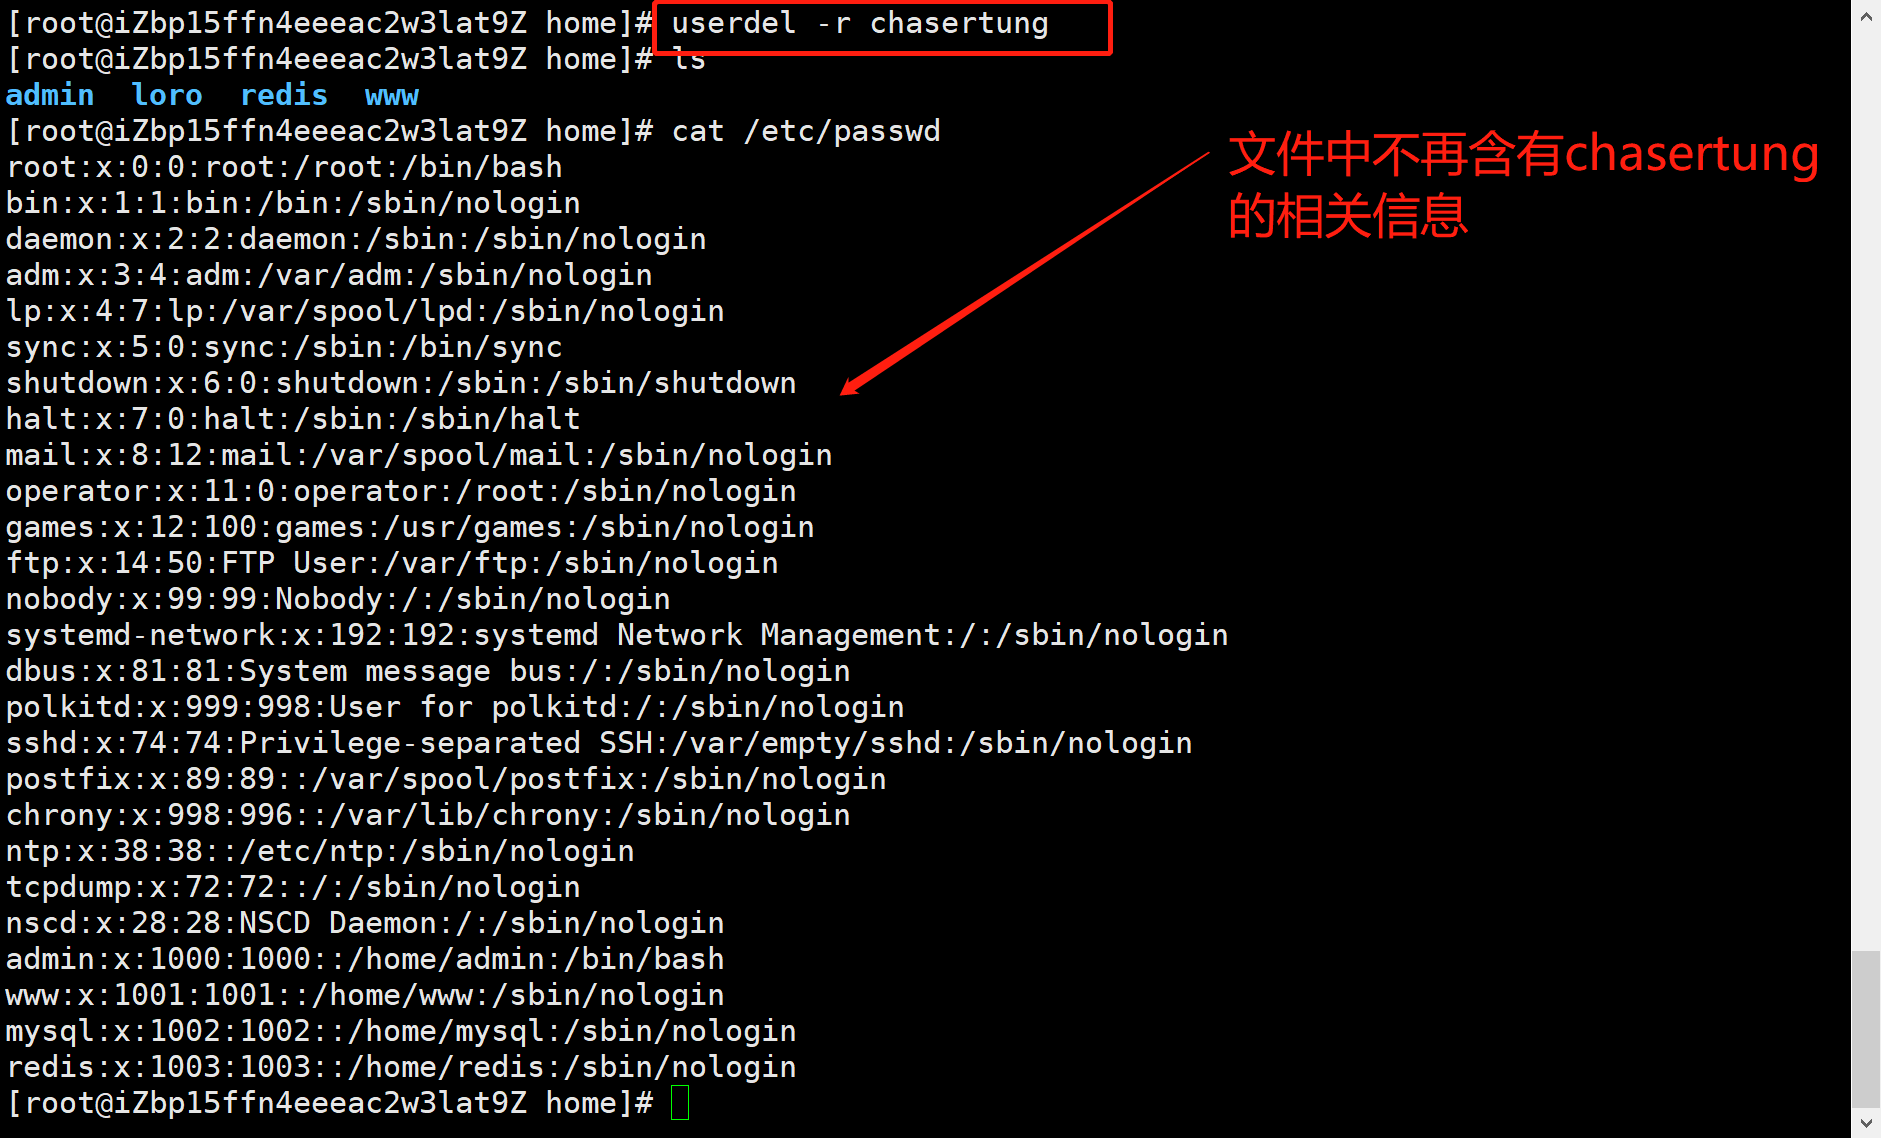 [root@iZbp15ffn4eeeac2w3lat9Z home]# userdel -r chasertung
[root@iZbp15ffn4eeeac2w3lat9Z home]# ls
admin  loro  redis  www
[root@iZbp15ffn4eeeac2w3lat9Z home]# cat /etc/passwd
文件中不再含有chasertung
的相关信息
root:x:0:0:root:/root:/bin/bash
bin:x:1:1:bin:/bin:/sbin/nologin
daemon:x:2:2:daemon:/sbin:/sbin/nologin
adm:x:3:4:adm:/var/adm:/sbin/nologin
lp:x:4:7:lp:/var/spool/lpd:/sbin/nologin
sync:x:5:0:sync:/sbin:/bin/sync
shutdown:x:6:0:shutdown:/sbin:/sbin/shutdown
halt:x:7:0:halt:/sbin:/sbin/halt
mail:x:8:12:mail:/var/spool/mail:/sbin/nologin
operator:x:11:0:operator:/root:/sbin/nologin
games:x:12:100:games:/usr/games:/sbin/nologin
ftp:x:14:50:FTP User:/var/ftp:/sbin/nologin
nobody:x:99:99:Nobody:/:/sbin/nologin
systemd-network:x:192:192:systemd Network Management:/:/sbin/nologin
dbus:x:81:81:System message bus:/:/sbin/nologin
polkitd:x:999:998:User for polkitd:/:/sbin/nologin
sshd:x:74:74:Privilege-separated SSH:/var/empty/sshd:/sbin/nologin
postfix:x:89:89::/var/spool/postfix:/sbin/nologin
chrony:x:998:996::/var/lib/chrony:/sbin/nologin
ntp:x:38:38::/etc/ntp:/sbin/nologin
tcpdump:x:72:72::/:/sbin/nologin
nscd:x:28:28:NSCD Daemon:/:/sbin/nologin
admin:x:1000:1000::/home/admin:/bin/bash
www:x:1001:1001::/home/www:/sbin/nologin
mysql:x:1002:1002::/home/mysql:/sbin/nologin
redis:x:1003:1003::/home/redis:/sbin/nologin
[root@iZbp15ffn4eeeac2w3lat9Z home]#